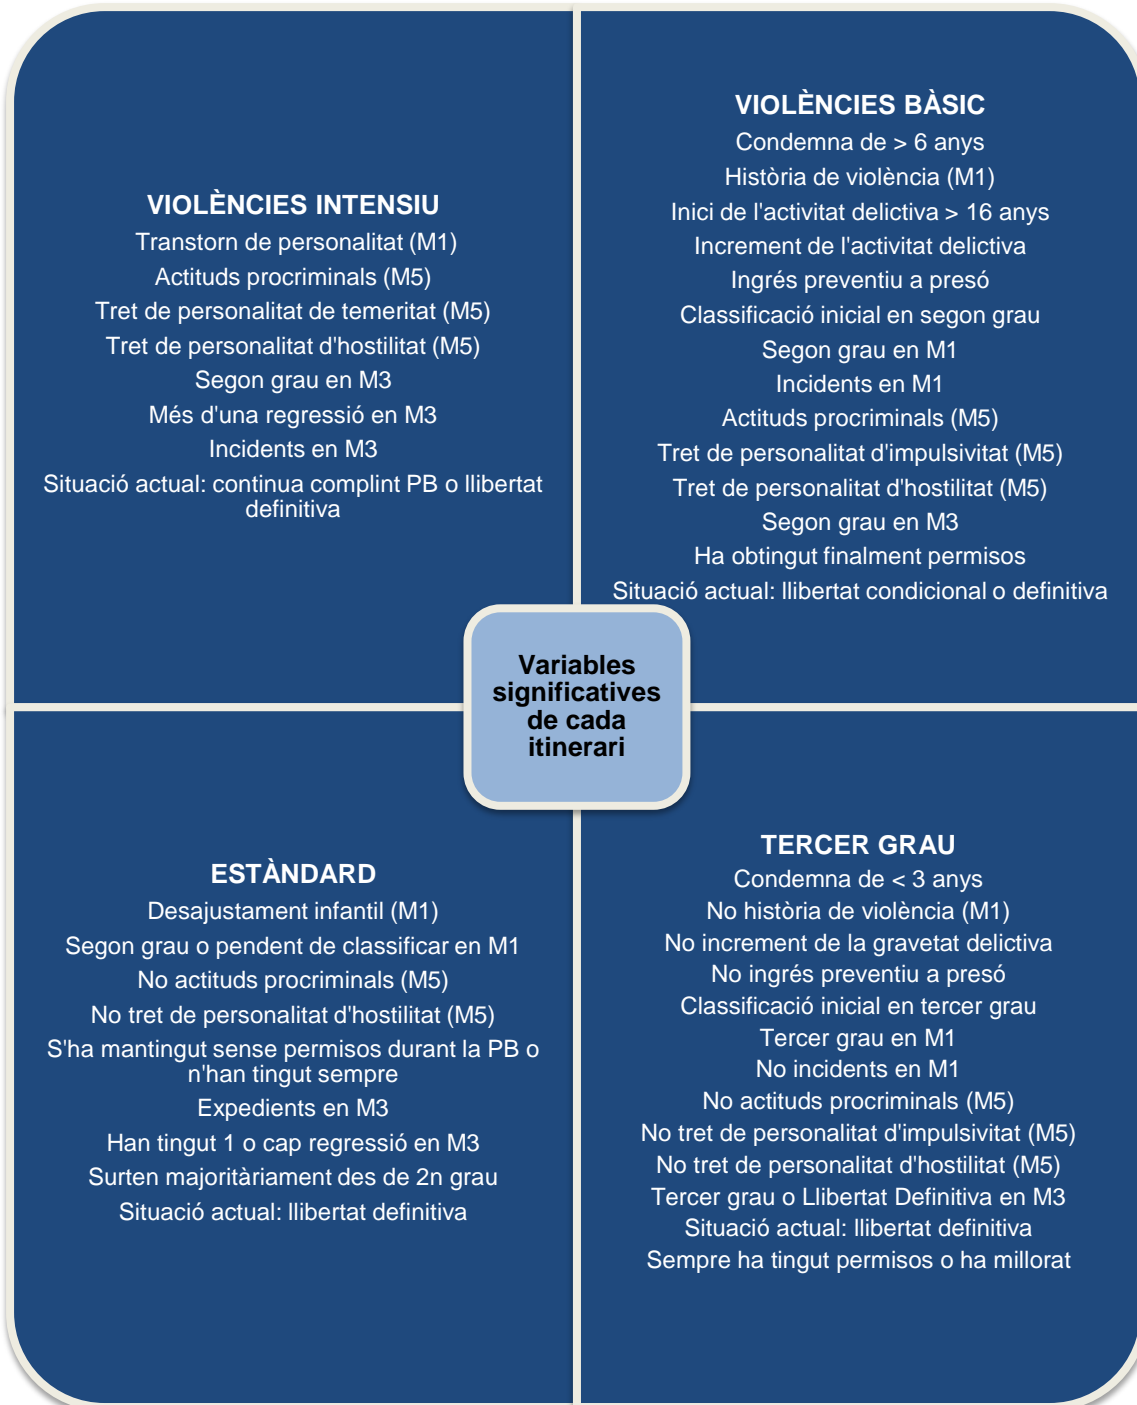 VIOLÈNCIES INTENSIU
Transtorn de personalitat (M1)
Actituds procriminals (M5)
Tret de personalitat de temeritat (M5)
Tret de personalitat d'hostilitat (M5)
Segon grau en M3
Més d'una regressió en M3
Incidents en M3
Situació actual: continua complint PB o llibertat
definitiva
VIOLÈNCIES BÀSIC
Condemna de > 6 anys
Història de violència (M1)
Inici de l'activitat delictiva > 16 anys
Increment de l'activitat delictiva
Ingrés preventiu a presó
Classificació inicial en segon grau
Segon grau en M1
Incidents en M1
Actituds procriminals (M5)
Tret de personalitat d'impulsivitat (M5)
Tret de personalitat d'hostilitat (M5)
Segon grau en M3
Ha obtingut finalment permisos
Situació actual: llibertat condicional o definitiva
Variables
significatives
de cada
itinerari
ESTÀNDARD
Desajustament infantil (M1)
Segon grau o pendent de classificar en M1
No actituds procriminals (M5)
No tret de personalitat d'hostilitat (M5)
S'ha mantingut sense permisos durant la PB o
n'han tingut sempre
Expedients en M3
Han tingut 1 o cap regressió en M3
Surten majoritàriament des de 2n grau
Situació actual: llibertat definitiva
TERCER GRAU
Condemna de < 3 anys
No història de violència (M1)
No increment de la gravetat delictiva
No ingrés preventiu a presó
Classificació inicial en tercer grau
Tercer grau en M1
No incidents en M1
No actituds procriminals (M5)
No tret de personalitat d'impulsivitat (M5)
No tret de personalitat d'hostilitat (M5)
Tercer grau o Llibertat Definitiva en M3
Situació actual: llibertat definitiva
Sempre ha tingut permisos o ha millorat